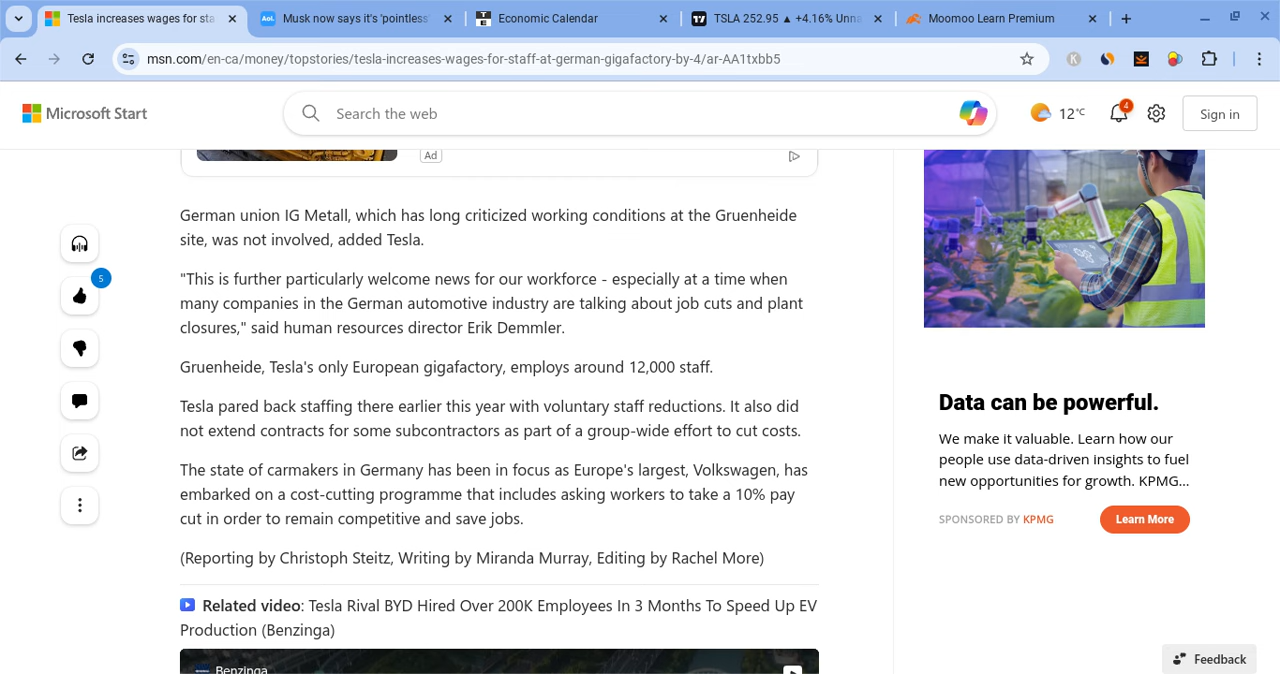 Tesla increases wages for sta
Musk now says it's 'pointless'
Economic Calendar
TSLA 252.95 ▲ +4.16% Unna
Moomoo Learn Premium
msn.com/en-ca/money/topstories/tesla-increases-wages-for-staff-at-german-gigafactory-by-4/ar-AA1txbb5
Microsoft Start
Search the web
12°C
4
Sign in
Ad
German union IG Metall, which has long criticized working conditions at the Gruenheide
site, was not involved, added Tesla.
5
"This is further particularly welcome news for our workforce - especially at a time when
many companies in the German automotive industry are talking about job cuts and plant
closures," said human resources director Erik Demmler.
Gruenheide, Tesla's only European gigafactory, employs around 12,000 staff.
Tesla pared back staffing there earlier this year with voluntary staff reductions. It also did
not extend contracts for some subcontractors as part of a group-wide effort to cut costs.
The state of carmakers in Germany has been in focus as Europe's largest, Volkswagen, has
embarked on a cost-cutting programme that includes asking workers to take a 10% pay
cut in order to remain competitive and save jobs.
(Reporting by Christoph Steitz, Writing by Miranda Murray, Editing by Rachel More)
Related video: Tesla Rival BYD Hired Over 200K Employees In 3 Months To Speed Up EV
Production (Benzinga)
Benzinga
Data can be powerful.
We make it valuable. Learn how our
people use data-driven insights to fuel
new opportunities for growth. KPMG...
SPONSORED BY KPMG
Learn More
Feedback